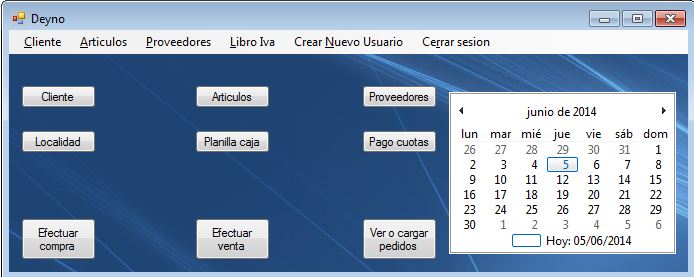 Deyno
Cliente Articulos Proveedores Libro Iva Crear Nuevo Usuario Cerrar sesion
Cliente Articulos Proveedores
Localidad Planilla caja Pago cuotas
Efectuar compra
Efectuar venta
Ver o cargar pedidos
junio de 2014
lun mar mié jue vie sáb dom
26 27 28 29 30 31 1
2 3 4 5 6 7 8
9 10 11 12 13 14 15
16 17 18 19 20 21 22
23 24 25 26 27 28 29
30 1 2 3 4 5 6
Hoy: 05/06/2014